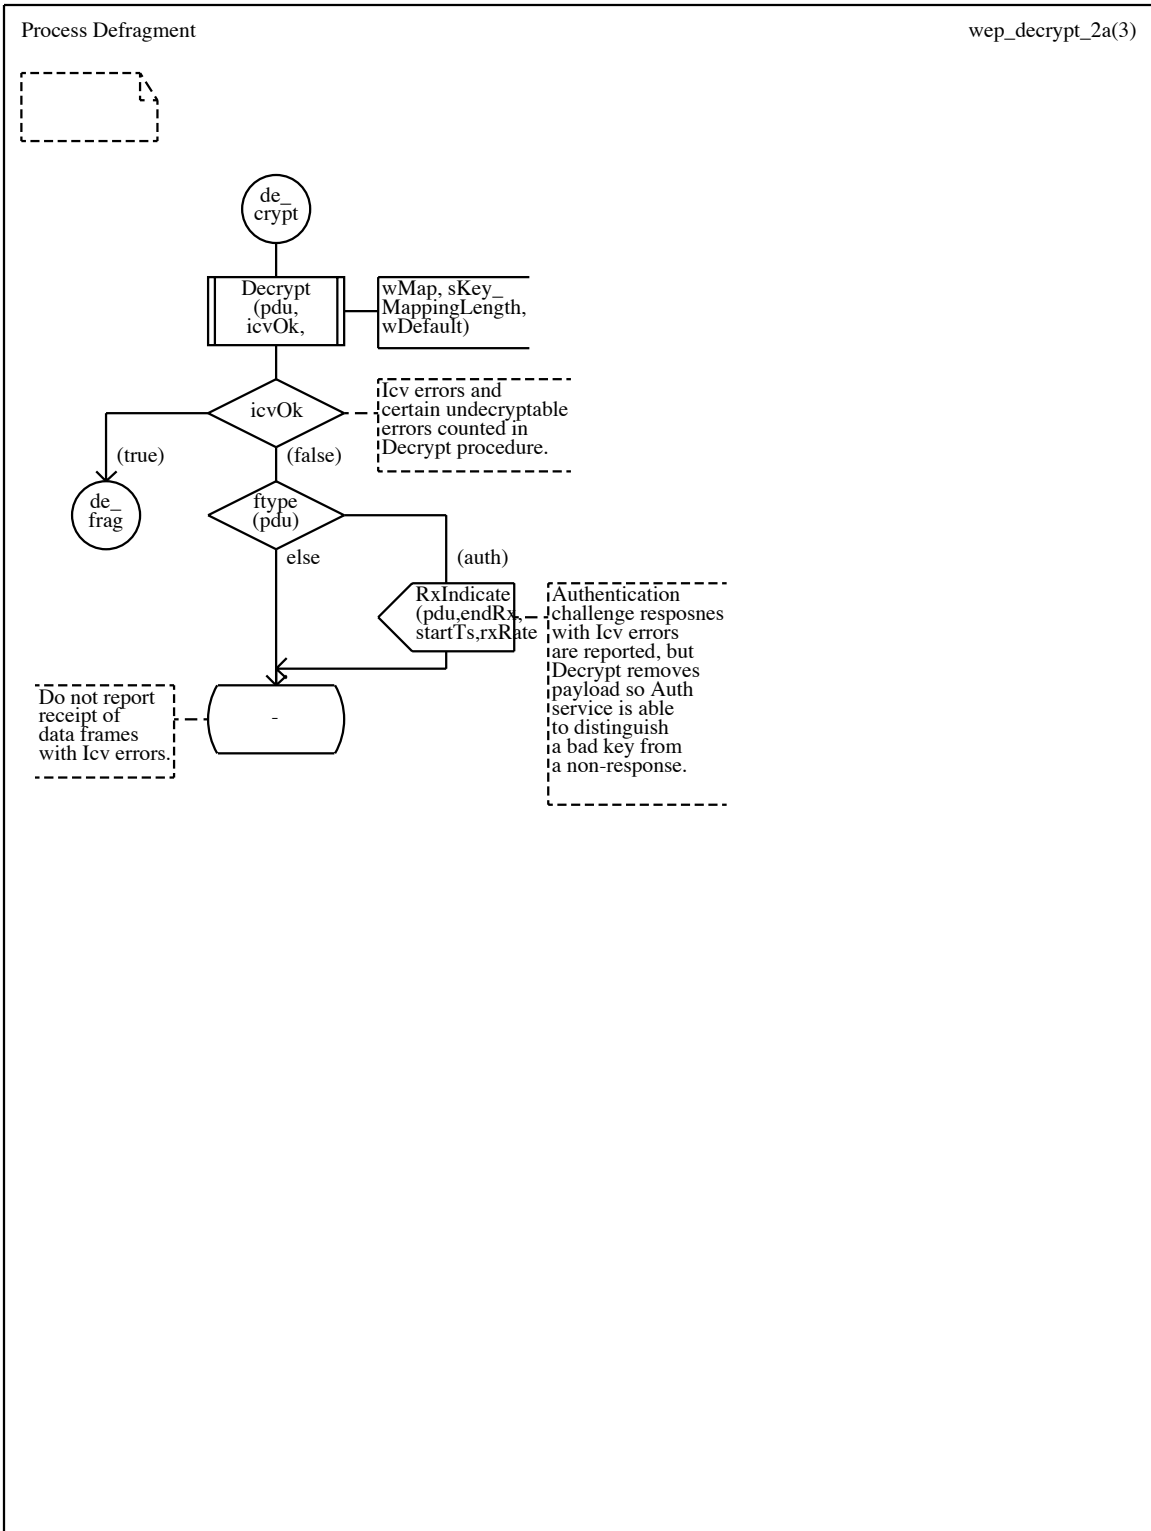 Process Defragment
wep_decrypt_2a(3)
de_
crypt
Decrypt
(pdu,
icvOk,
wMap, sKey_
MappingLength,
wDefault)
icvOk
Icv errors and
certain undecryptable
errors counted in
Decrypt procedure.
(true)
(false)
de_
frag
ftype
(pdu)
else
(auth)
RxIndicate
(pdu,endRx,
startTs,rxRate
Authentication
challenge resposnes
with Icv errors
are reported, but
Decrypt removes
payload so Auth
service is able
to distinguish
a bad key from
a non-response.
Do not report
receipt of
data frames
with Icv errors.
-